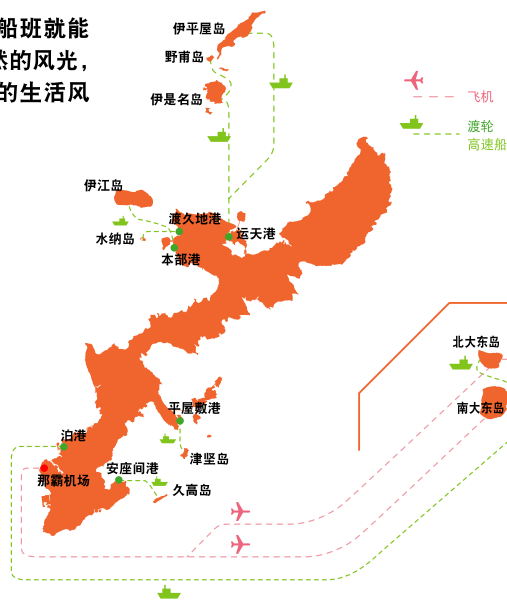 船班就能
然的风光，
的生活风
伊平屋岛
野甫岛
伊是名岛
飞机
渡轮
高速船
伊江岛
渡久地港
水纳岛
运天港
本部港
北大东岛
南大东岛
平屋敷港
泊港
津坚岛
安座间港
那霸机场
久高岛